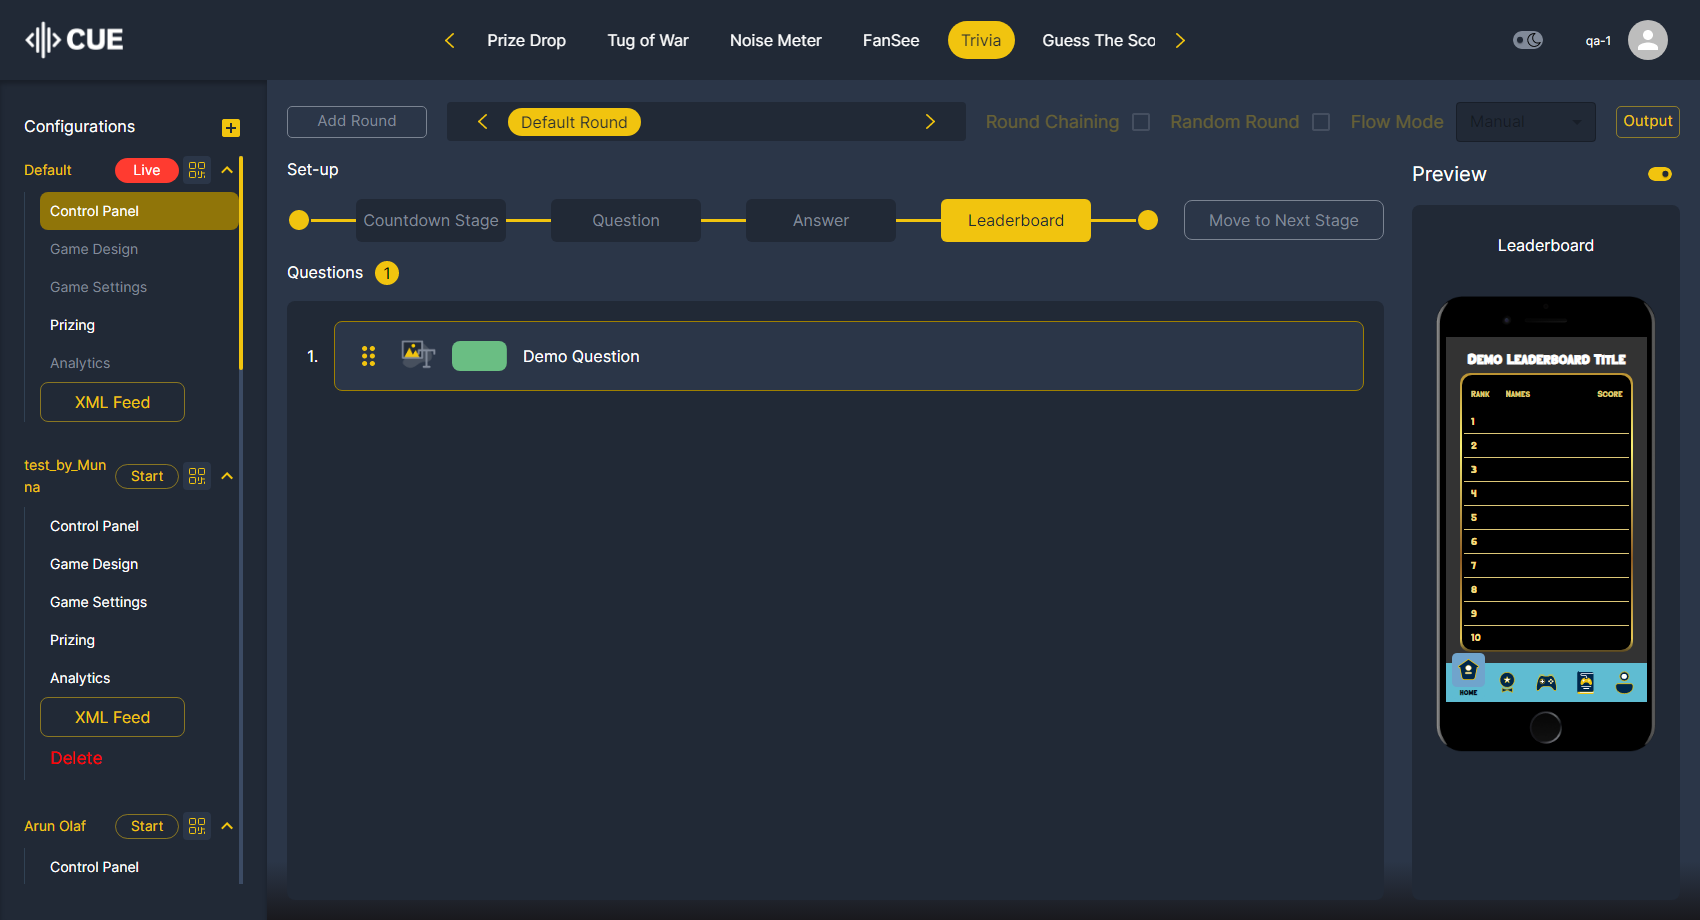 CUE
Prize Drop
Tug of War
Noise Meter
FanSee
Trivia
Guess The Sco
qa-1
Configurations
Default
Live
Control Panel
Game Design
Game Settings
Prizing
Analytics
XML Feed
test_by_Mun
na
Start
Control Panel
Game Design
Game Settings
Prizing
Analytics
XML Feed
Delete
Arun Olaf
Start
Control Panel
Add Round
Default Round
Round Chaining
Random Round
Flow Mode
Manual
Output
Set-up
Countdown Stage
Question
Answer
Leaderboard
Move to Next Stage
Questions 1
1.
Demo Question
Preview
Leaderboard
Demo Leaderboard Title
Rank Names Score
1
2
3
4
5
6
7
8
9
10
HOME